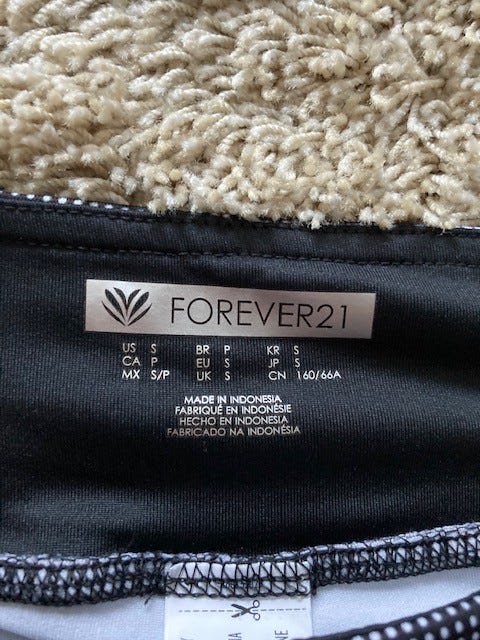 FOREVER21
US S BR P KR S
CA P EU S JP S
MX S/P UK S CN 160/66A
MADE IN INDONESIA
FABRIQUÉ EN INDONÉSIE
HECHO EN INDONESIA
FABRICADO NA INDONÉSIA